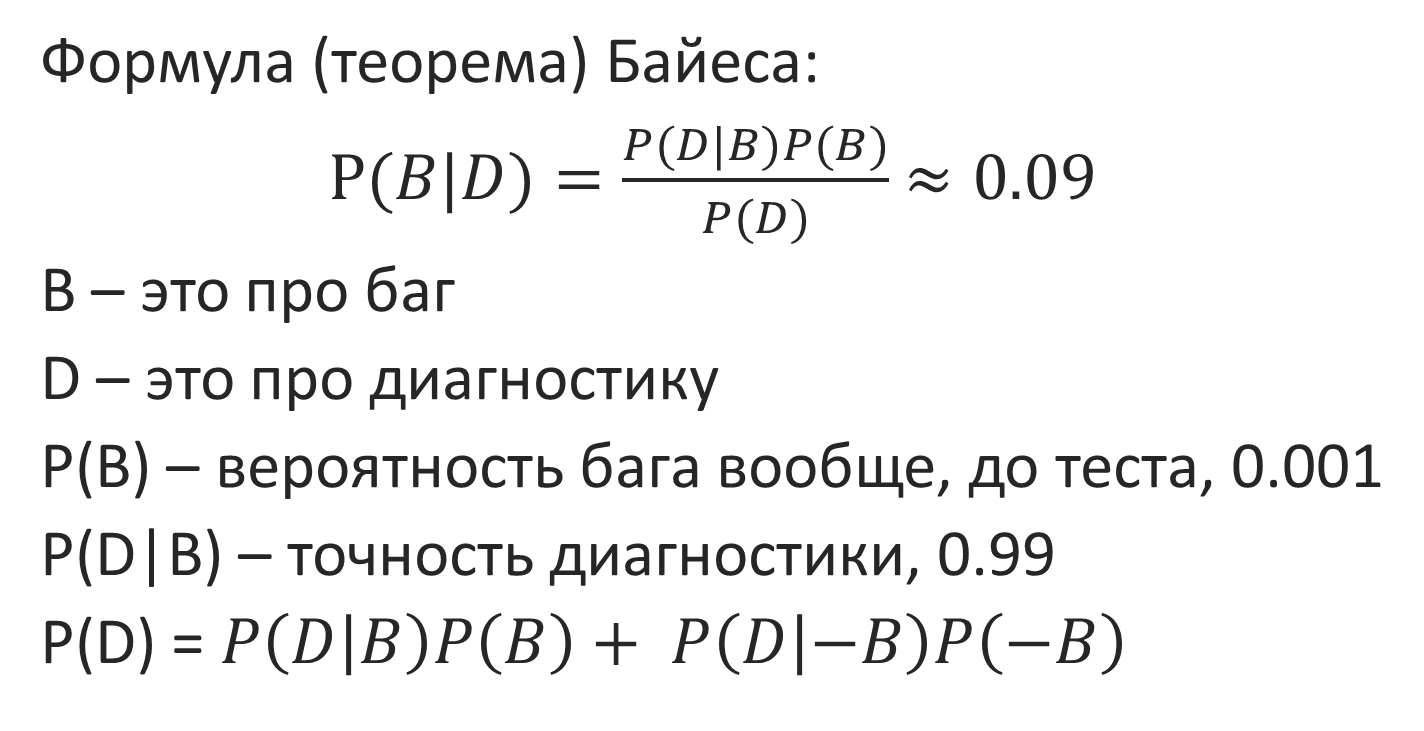 Формула (теорема) Байеса:
P(B|D) = P(D|B)P(B) / P(D) ≈ 0.09
B – это про баг
D – это про диагностику
P(B) – вероятность бага вообще, до теста, 0.001
P(D|B) – точность диагностики, 0.99
P(D) = P(D|B)P(B) + P(D|−B)P(−B)